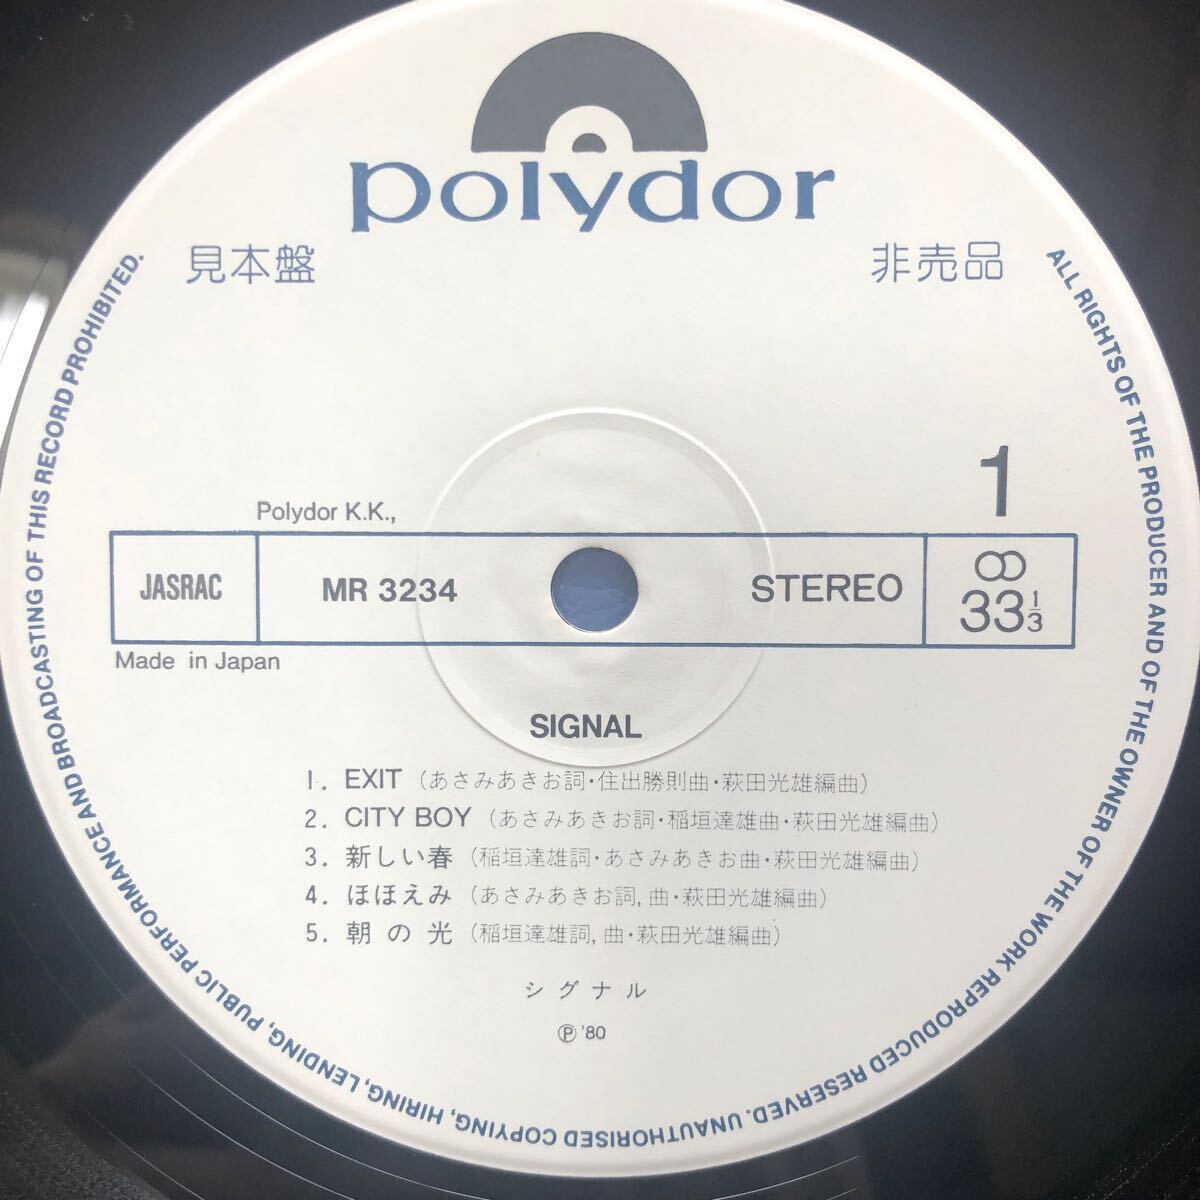 polydor
見本盤
非売品
1
Polydor K.K.,
JASRAC
MR 3234
STEREO
33⅓
Made in Japan
SIGNAL
1. EXIT (あさみあきお詞・住出勝則曲・萩田光雄編曲)
2. CITY BOY (あさみあきお詞・稲垣達雄曲・萩田光雄編曲)
3. 新しい春 (稲垣達雄詞・あさみあきお曲・萩田光雄編曲)
4. ほほえみ (あさみあきお詞, 曲・萩田光雄編曲)
5. 朝の光 (稲垣達雄詞, 曲・萩田光雄編曲)
シグナル
Ⓟ '80
ALL RIGHTS OF THE PRODUCER AND OF THE OWNER OF THE WORK REPRODUCED RESERVED. UNAUTHORISED COPYING, HIRING, LENDING, PUBLIC PERFORMANCE AND BROADCASTING OF THIS RECORD PROHIBITED.